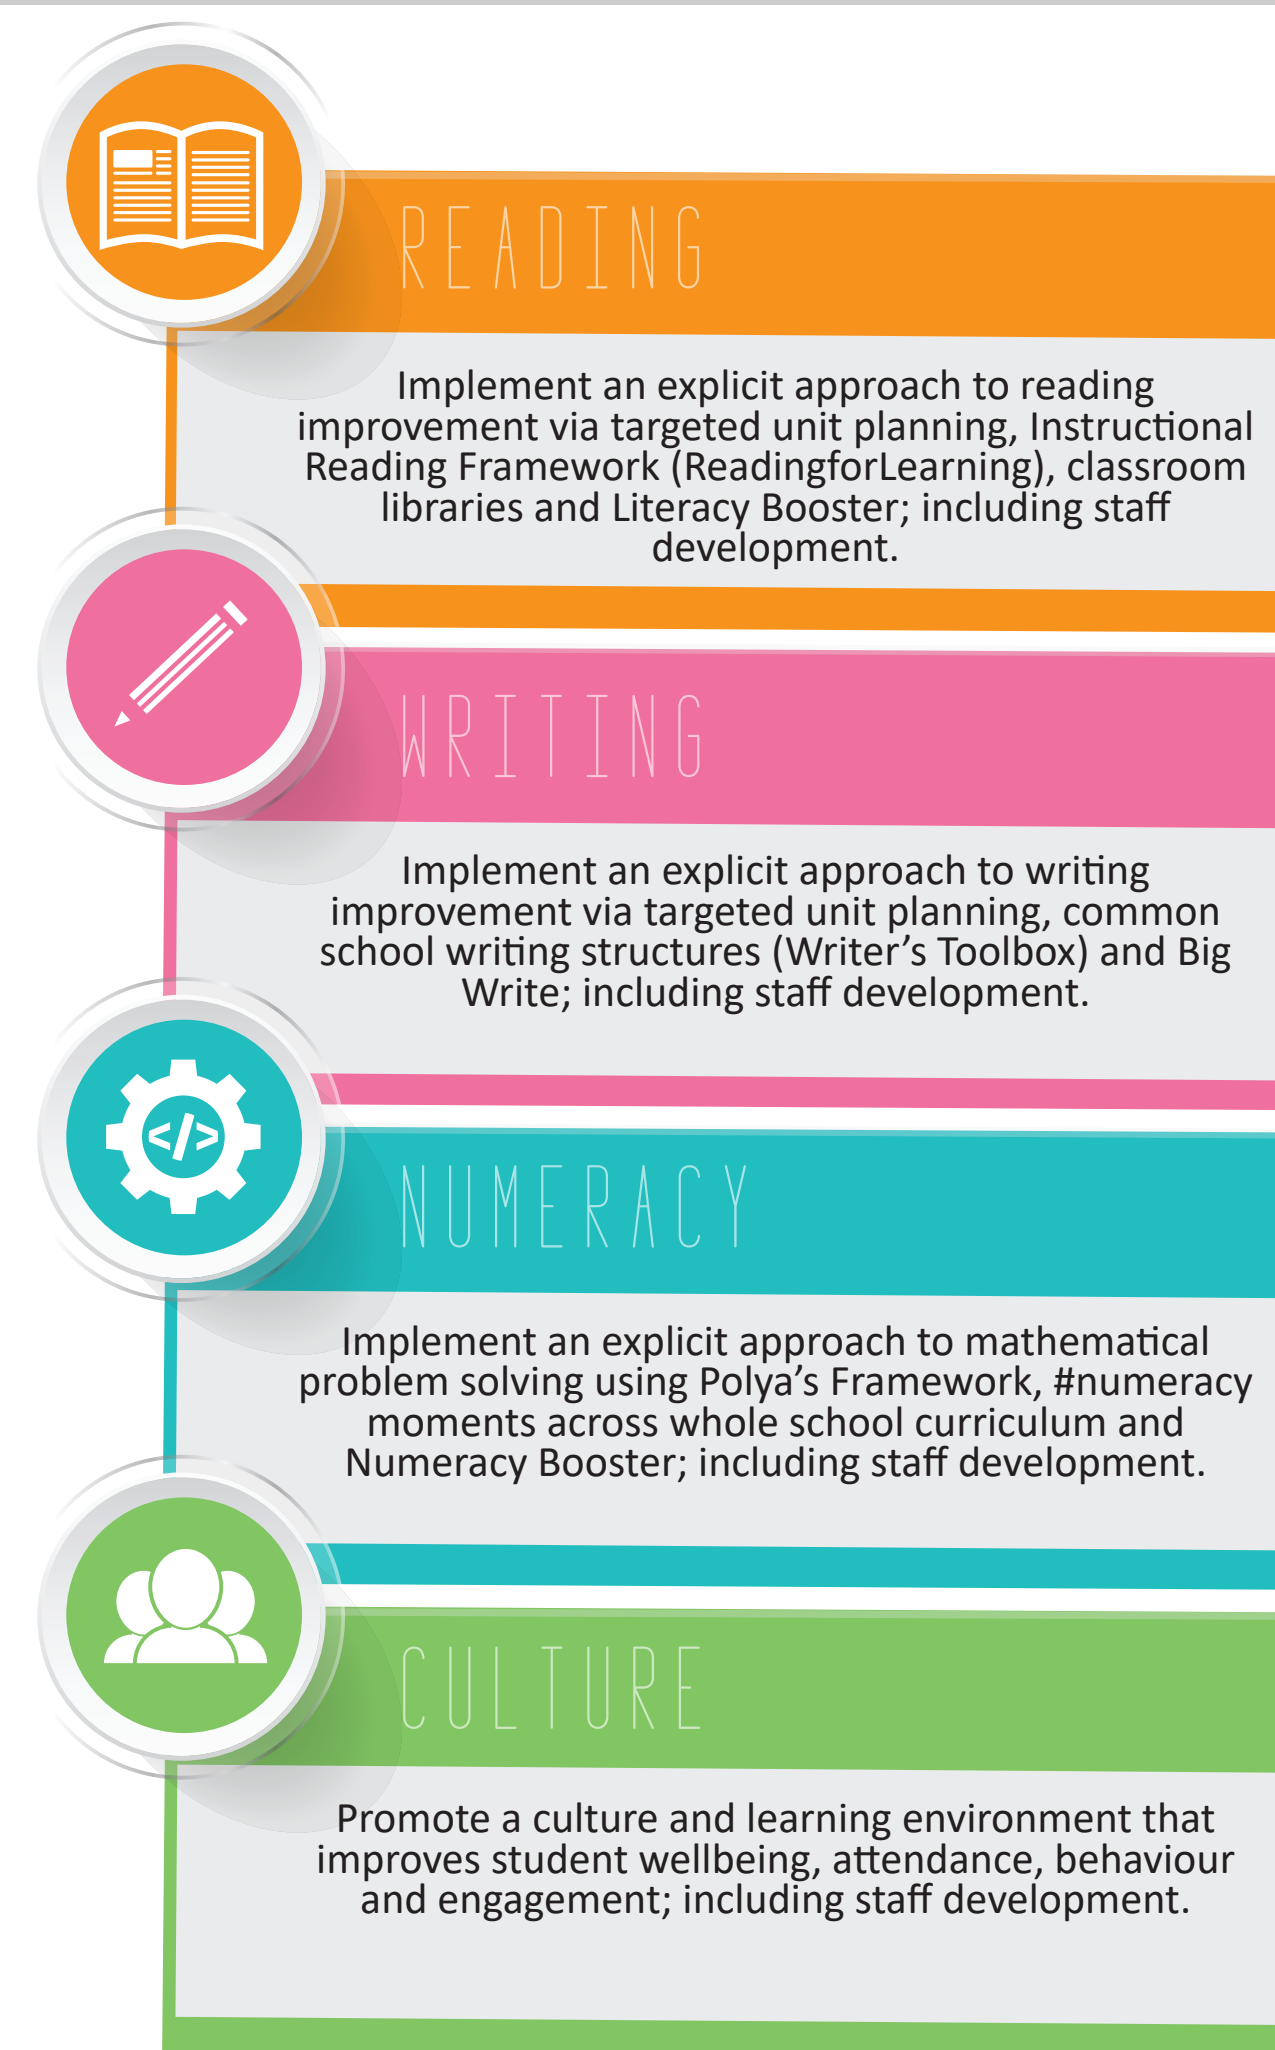 READING
Implement an explicit approach to reading
improvement via targeted unit planning, Instructional
Reading Framework (ReadingforLearning), classroom
libraries and Literacy Booster; including staff
development.
WRITING
Implement an explicit approach to writing
improvement via targeted unit planning, common
school writing structures (Writer's Toolbox) and Big
Write; including staff development.
</>
NUMERACY
Implement an explicit approach to mathematical
problem solving using Polya's Framework, #numeracy
moments across whole school curriculum and
Numeracy Booster; including staff development.
CULTURE
Promote a culture and learning environment that
improves student wellbeing, attendance, behaviour
and engagement; including staff development.